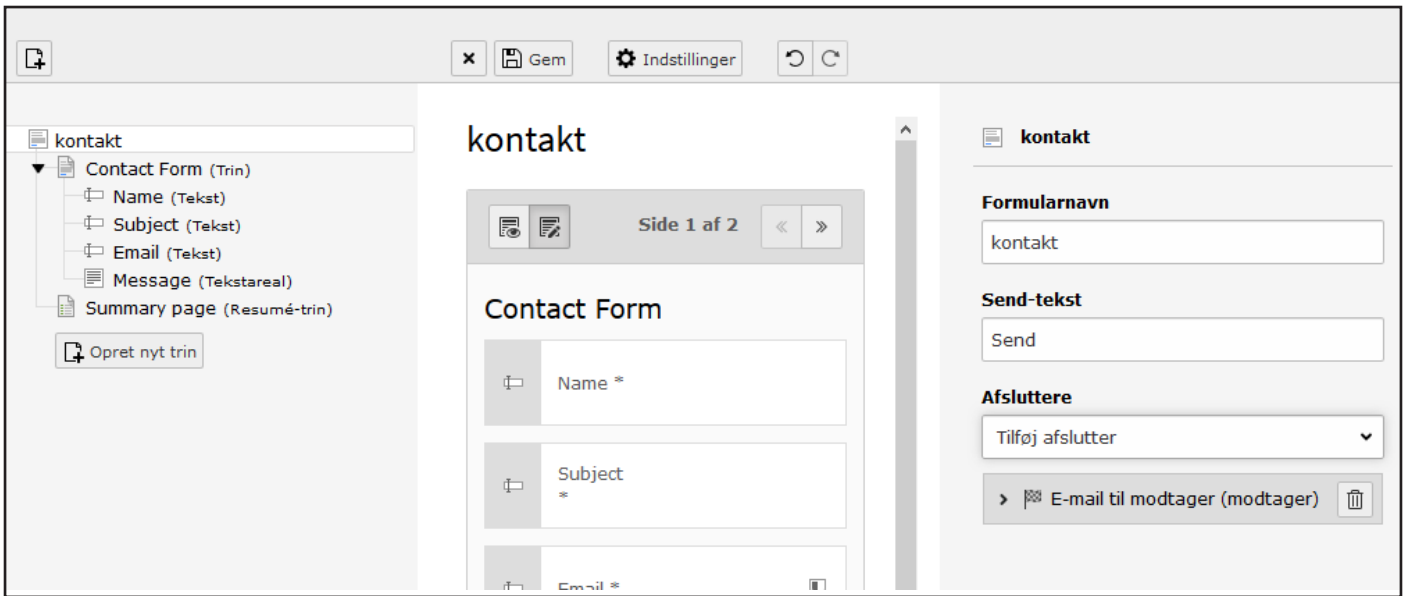 Gem
Indstillinger
kontakt
Contact Form (Trin)
Name (Tekst)
Subject (Tekst)
Email (Tekst)
Message (Tekstareal)
Summary page (Resumé-trin)
Opret nyt trin
kontakt
Side 1 af 2
Contact Form
Name *
Subject
*
Email *
kontakt
Formularnavn
kontakt
Send-tekst
Send
Afsluttere
Tilføj afslutter
E-mail til modtager (modtager)